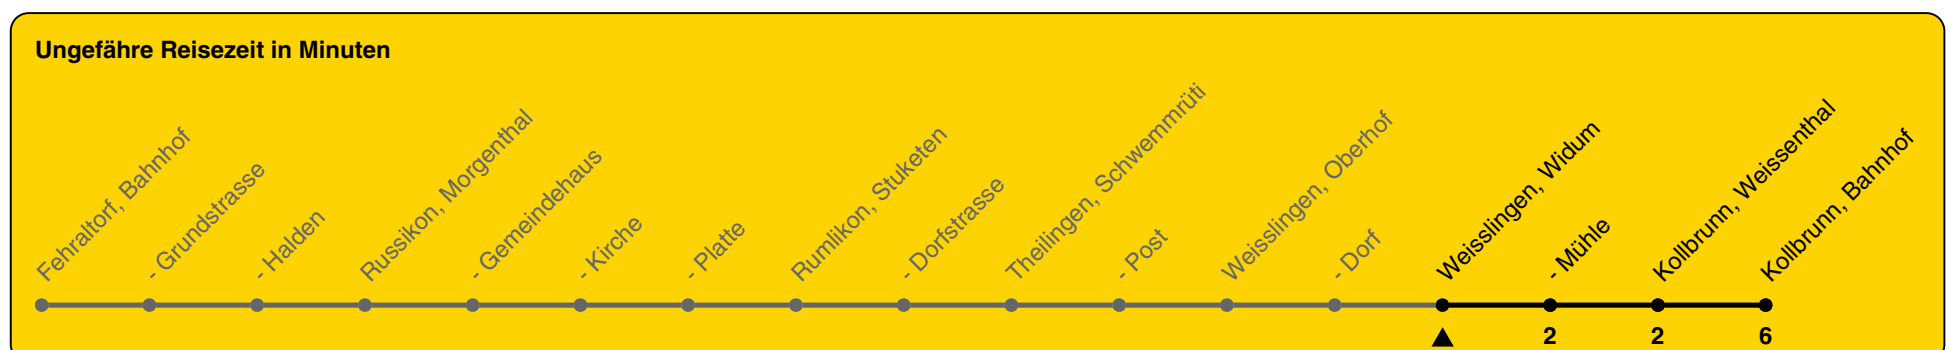 Ungefähre Reisezeit in Minuten
Fehraltorf, Bahnhof
- Grundstrasse
- Halden
Russikon, Morgenthal
- Gemeindehaus
- Kirche
- Platte
Rumlikon, Stuketen
- Dorfstrasse
Theilingen, Schwemmrüti
- Post
Weisslingen, Oberhof
- Dorf
Weisslingen, Widum
- Mühle
Kollbrunn, Weissenthal
Kollbrunn, Bahnhof
2 2 6